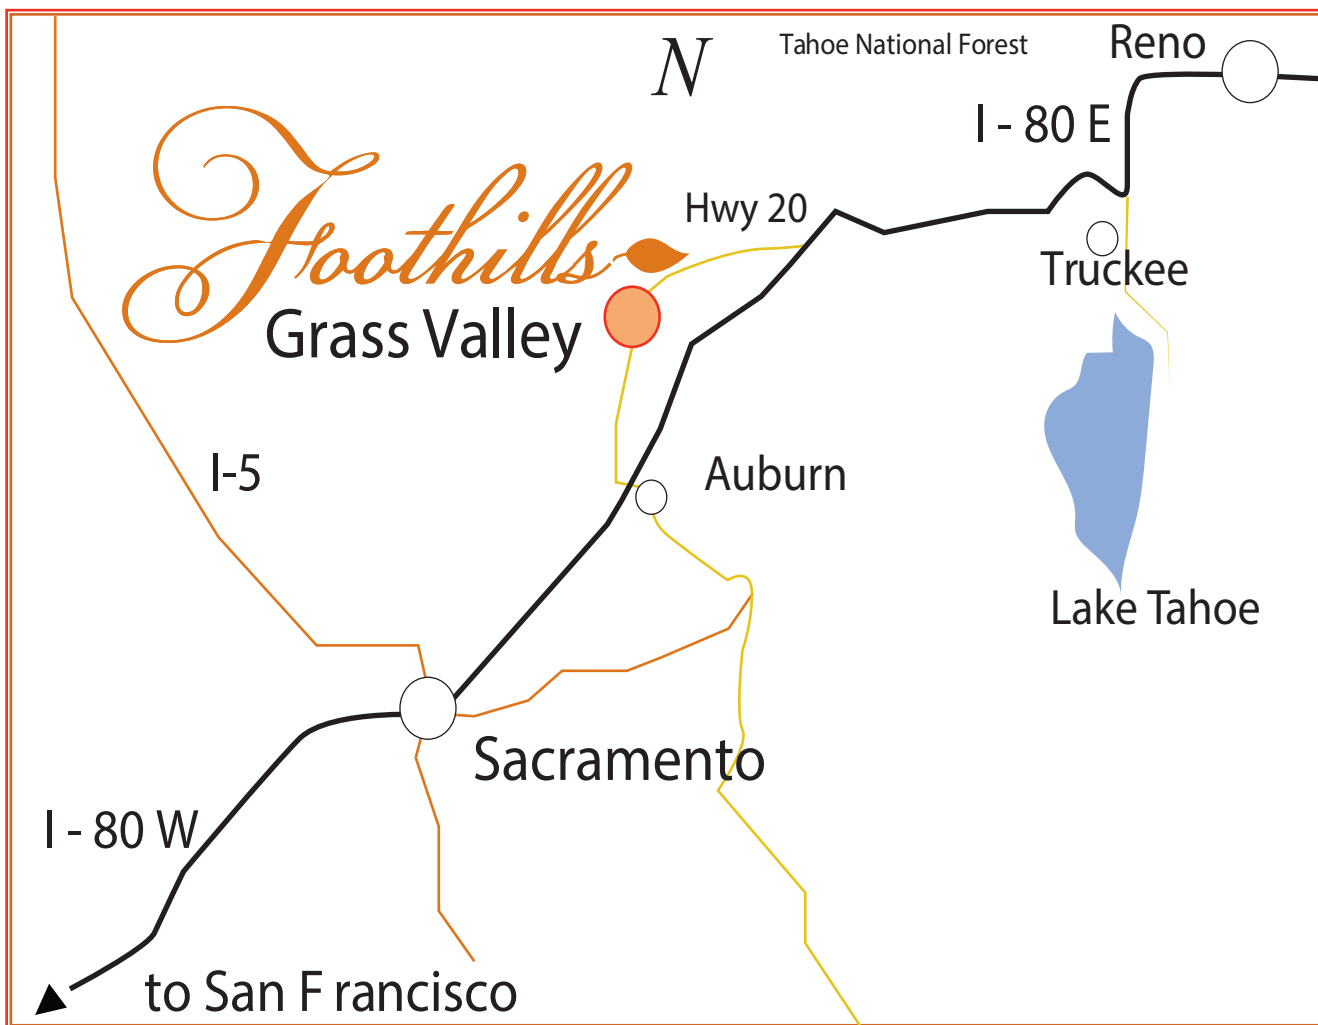 N
Tahoe National Forest
Reno
I - 80 E
Hwy 20
Foothills
Grass Valley
Truckee
I-5
Auburn
Lake Tahoe
Sacramento
I - 80 W
to San F rancisco